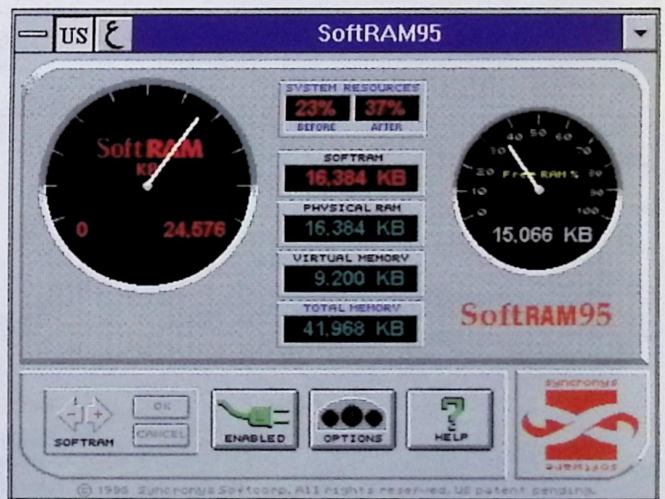 US ع
SoftRAM95
SYSTEM RESOURCES
23% 37%
BEFORE AFTER
SoftRAM
KB
0 24,576
SOFTRAM
16,384 KB
PHYSICAL RAM
16,384 KB
VIRTUAL MEMORY
9,200 KB
TOTAL MEMORY
41,968 KB
0 10 20 30 40 50 60 70 80 90 100
Free RAM %
15,066 KB
SoftRAM95
SOFTRAM
OK
CANCEL
ENABLED
OPTIONS
HELP
syncronys
softcorp
© 1995 Syncronys Softcorp. All rights reserved. US patent pending.